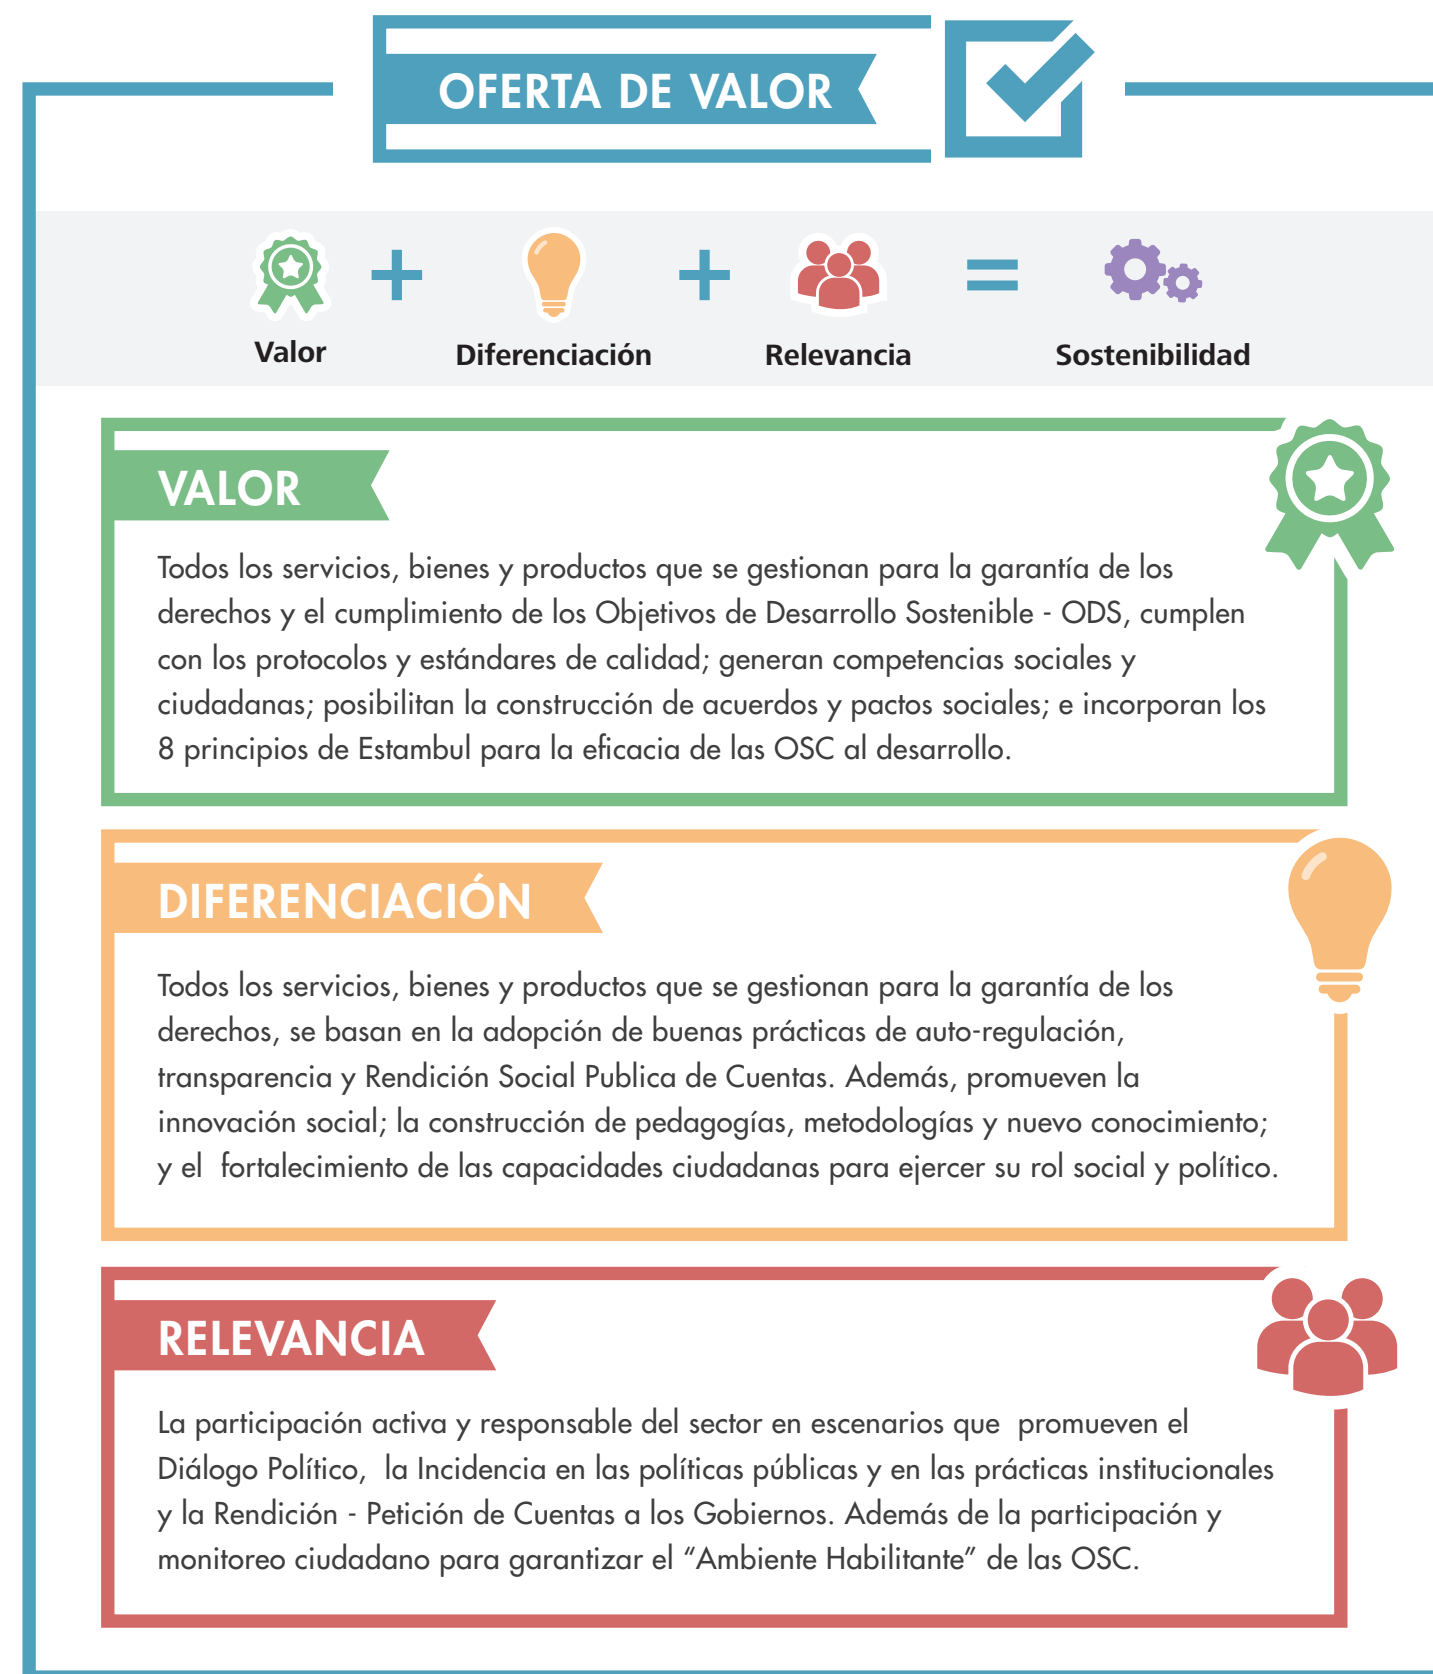 OFERTA DE VALOR
+ + =
Valor Diferenciación Relevancia Sostenibilidad
VALOR
Todos los servicios, bienes y productos que se gestionan para la garantía de los
derechos y el cumplimiento de los Objetivos de Desarrollo Sostenible - ODS, cumplen
con los protocolos y estándares de calidad; generan competencias sociales y
ciudadanas; posibilitan la construcción de acuerdos y pactos sociales; e incorporan los
8 principios de Estambul para la eficacia de las OSC al desarrollo.
DIFERENCIACIÓN
Todos los servicios, bienes y productos que se gestionan para la garantía de los
derechos, se basan en la adopción de buenas prácticas de auto-regulación,
transparencia y Rendición Social Publica de Cuentas. Además, promueven la
innovación social; la construcción de pedagogías, metodologías y nuevo conocimiento;
y el  fortalecimiento de las capacidades ciudadanas para ejercer su rol social y político.
RELEVANCIA
La participación activa y responsable del sector en escenarios que  promueven el
Diálogo Político,  la Incidencia en las políticas públicas y en las prácticas institucionales
y la Rendición - Petición de Cuentas a los Gobiernos. Además de la participación y
monitoreo ciudadano para garantizar el “Ambiente Habilitante” de las OSC.